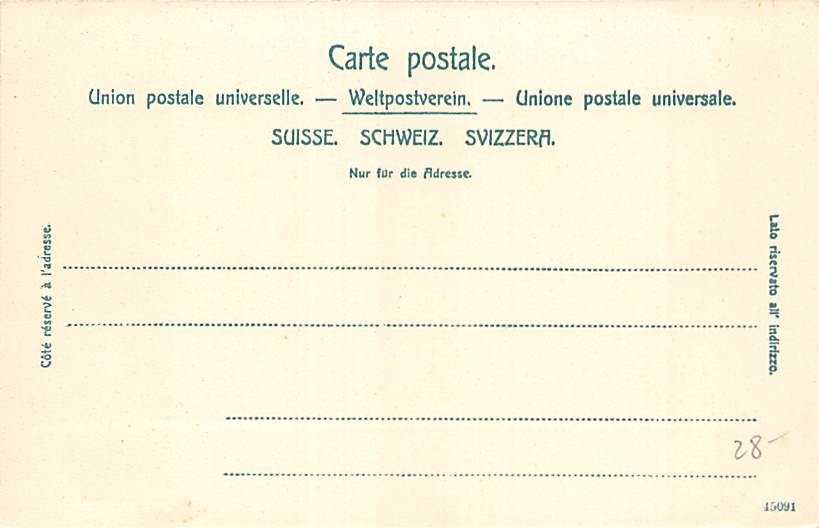 Carte postale.
Union postale universelle. — Weltpostverein. — Unione postale universale.
SUISSE. SCHWEIZ. SVIZZERA.
Nur für die Adresse.
Côté réservé à l'adresse.
Lato riservato all' indirizzo.
28-
45091